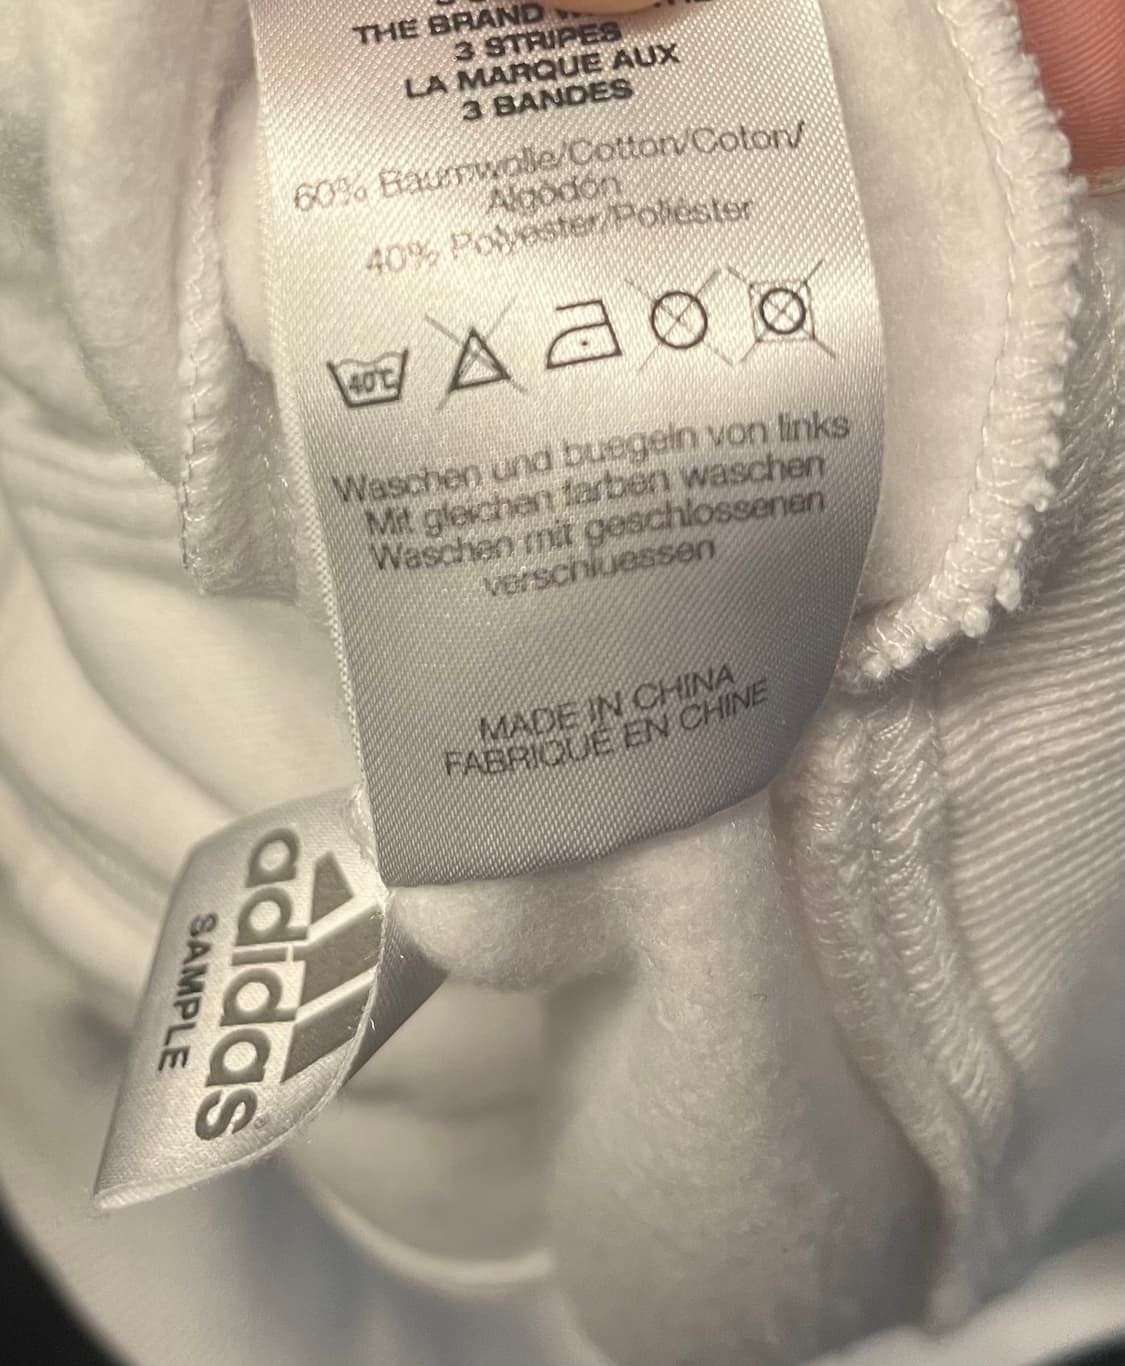 THE BRAND
3 STRIPES
LA MARQUE AUX
3 BANDES
60% Baumwolle/Cotton/Coton/
Algodón
40% Polyester/Poliéster
40°C
Waschen und buegeln von links
Mit gleichen farben waschen
Waschen mit geschlossenen
verschluessen
MADE IN CHINA
FABRIQUÉ EN CHINE
adidas
SAMPLE